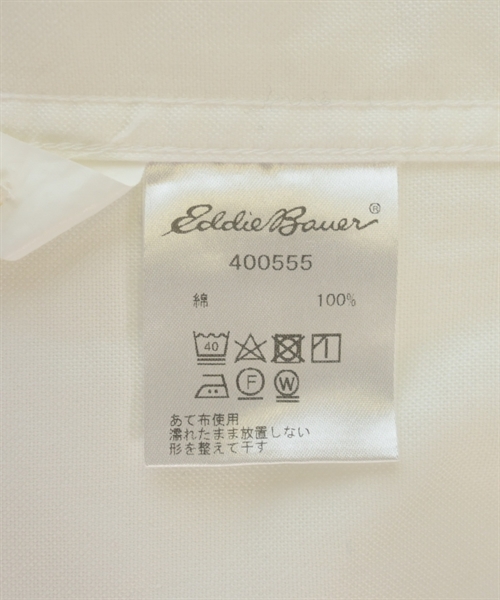 Eddie Bauer®
400555
綿 100%
40
F W
あて布使用
濡れたまま放置しない
形を整えて干す